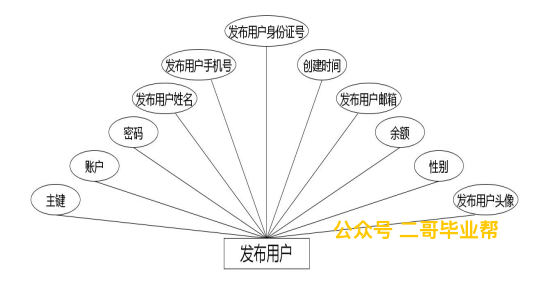 发布用户身份证号
发布用户手机号
创建时间
发布用户姓名
发布用户邮箱
密码
余额
账户
性别
主键
发布用户头像
公众号 二哥毕业帮
发布用户